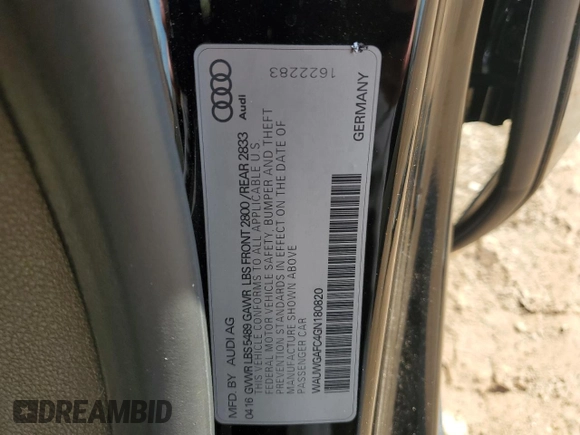 1622283
Audi
GERMANY
MFD. BY AUDI AG
04 16 GVWR LBS 5489 GAWR LBS FRONT 2800 / REAR 2833
THIS VEHICLE CONFORMS TO ALL APPLICABLE U.S
FEDERAL MOTOR VEHICLE SAFETY, BUMPER AND THEFT
PREVENTION STANDARDS IN EFFECT ON THE DATE OF
MANUFACTURE SHOWN ABOVE
PASSENGER CAR
WAUWGAFC4GN180820
DREAMBID